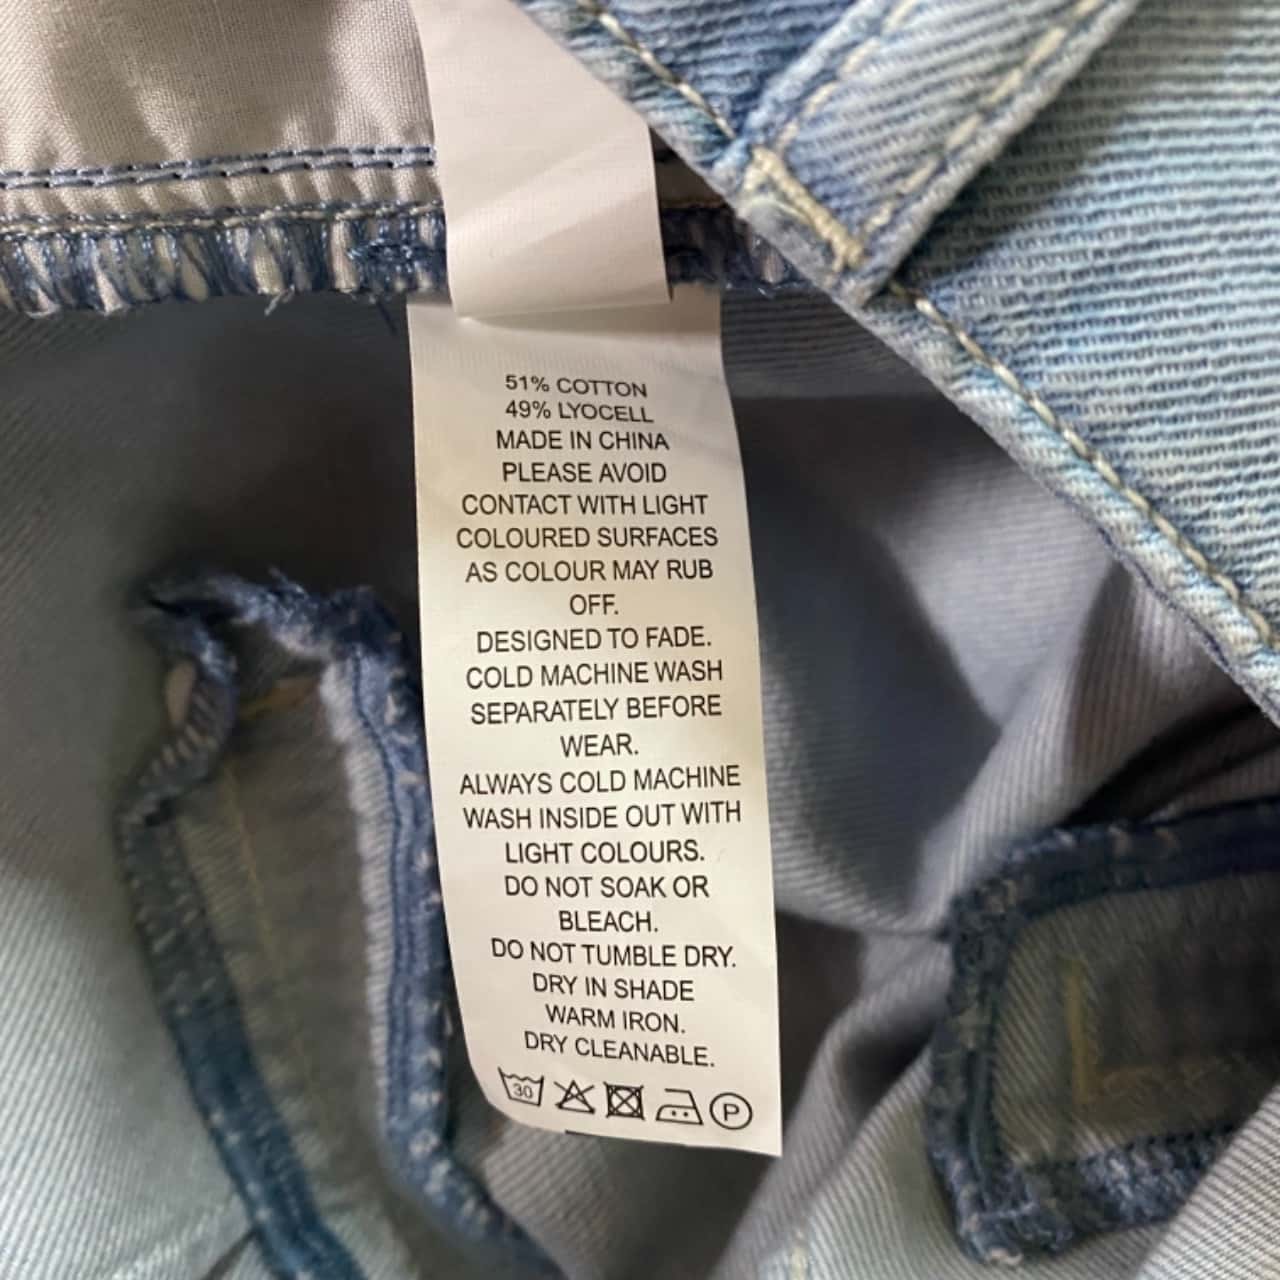 51% COTTON
49% LYOCELL
MADE IN CHINA
PLEASE AVOID
CONTACT WITH LIGHT
COLOURED SURFACES
AS COLOUR MAY RUB
OFF.
DESIGNED TO FADE.
COLD MACHINE WASH
SEPARATELY BEFORE
WEAR.
ALWAYS COLD MACHINE
WASH INSIDE OUT WITH
LIGHT COLOURS.
DO NOT SOAK OR
BLEACH.
DO NOT TUMBLE DRY.
DRY IN SHADE
WARM IRON.
DRY CLEANABLE.
30 P